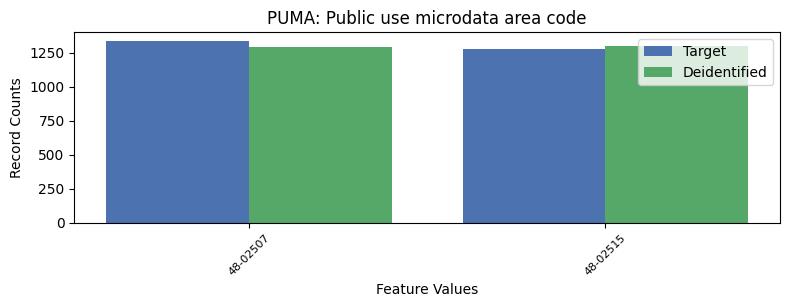 PUMA: Public use microdata area code
Target
Deidentified
Record Counts
1250
1000
750
500
250
0
48-02507
48-02515
Feature Values